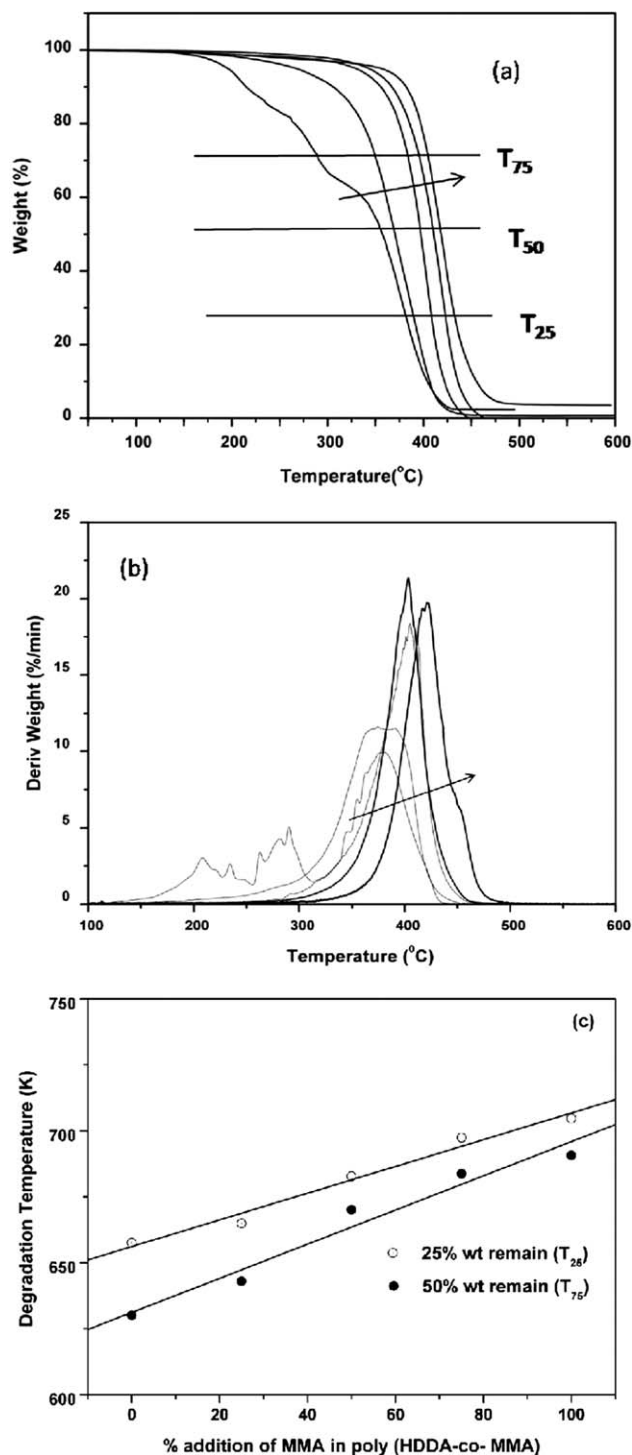 100
80
60
40
20
0
Weight (%)
(a)
T75
T50
T25
100 200 300 400 500 600
Temperature(°C)
25
20
15
10
5
0
Deriv Weight (%/min)
(b)
100 200 300 400 500 600
Temperature (°C)
750
700
650
600
Degradation Temperature (K)
(c)
25% wt remain (T25)
50% wt remain (T75)
0 20 40 60 80 100
% addition of MMA in poly (HDDA-co- MMA)